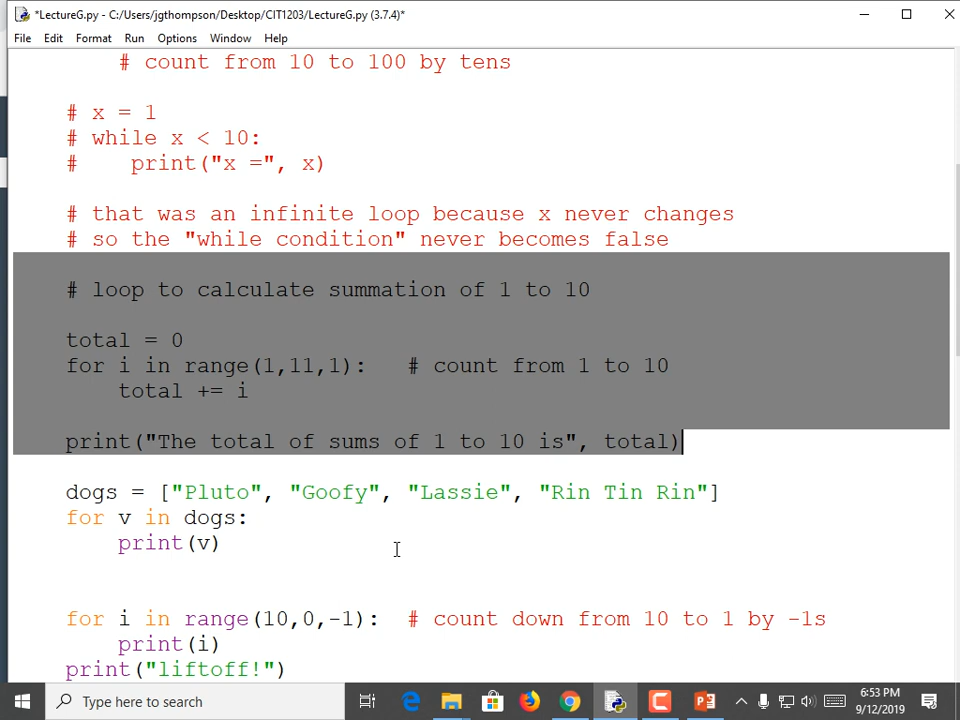 *LectureG.py - C:/Users/jgthompson/Desktop/CIT1203/LectureG.py (3.7.4)*
File Edit Format Run Options Window Help
# count from 10 to 100 by tens
# x = 1
# while x < 10:
#    print("x =", x)
# that was an infinite loop because x never changes
# so the "while condition" never becomes false
# loop to calculate summation of 1 to 10
total = 0
for i in range(1,11,1):   # count from 1 to 10
    total += i
print("The total of sums of 1 to 10 is", total)
dogs = ["Pluto", "Goofy", "Lassie", "Rin Tin Rin"]
for v in dogs:
    print(v)
for i in range(10,0,-1):  # count down from 10 to 1 by -1s
    print(i)
print("liftoff!")
Type here to search
6:53 PM
9/12/2019